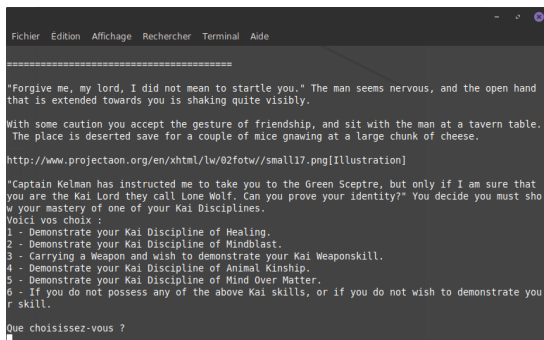 Fichier Édition Affichage Rechercher Terminal Aide
========================================
"Forgive me, my lord, I did not mean to startle you." The man seems nervous, and the open hand
that is extended towards you is shaking quite visibly.
With some caution you accept the gesture of friendship, and sit with the man at a tavern table.
The place is deserted save for a couple of mice gnawing at a large chunk of cheese.
http://www.projectaon.org/en/xhtml/lw/02fotw//small17.png[Illustration]
"Captain Kelman has instructed me to take you to the Green Sceptre, but only if I am sure that
you are the Kai Lord they call Lone Wolf. Can you prove your identity?" You decide you must sho
w your mastery of one of your Kai Disciplines.
Voici vos choix :
1 - Demonstrate your Kai Discipline of Healing.
2 - Demonstrate your Kai Discipline of Mindblast.
3 - Carrying a Weapon and wish to demonstrate your Kai Weaponskill.
4 - Demonstrate your Kai Discipline of Animal Kinship.
5 - Demonstrate your Kai Discipline of Mind Over Matter.
6 - If you do not possess any of the above Kai skills, or if you do not wish to demonstrate you
r skill.
Que choisissez-vous ?